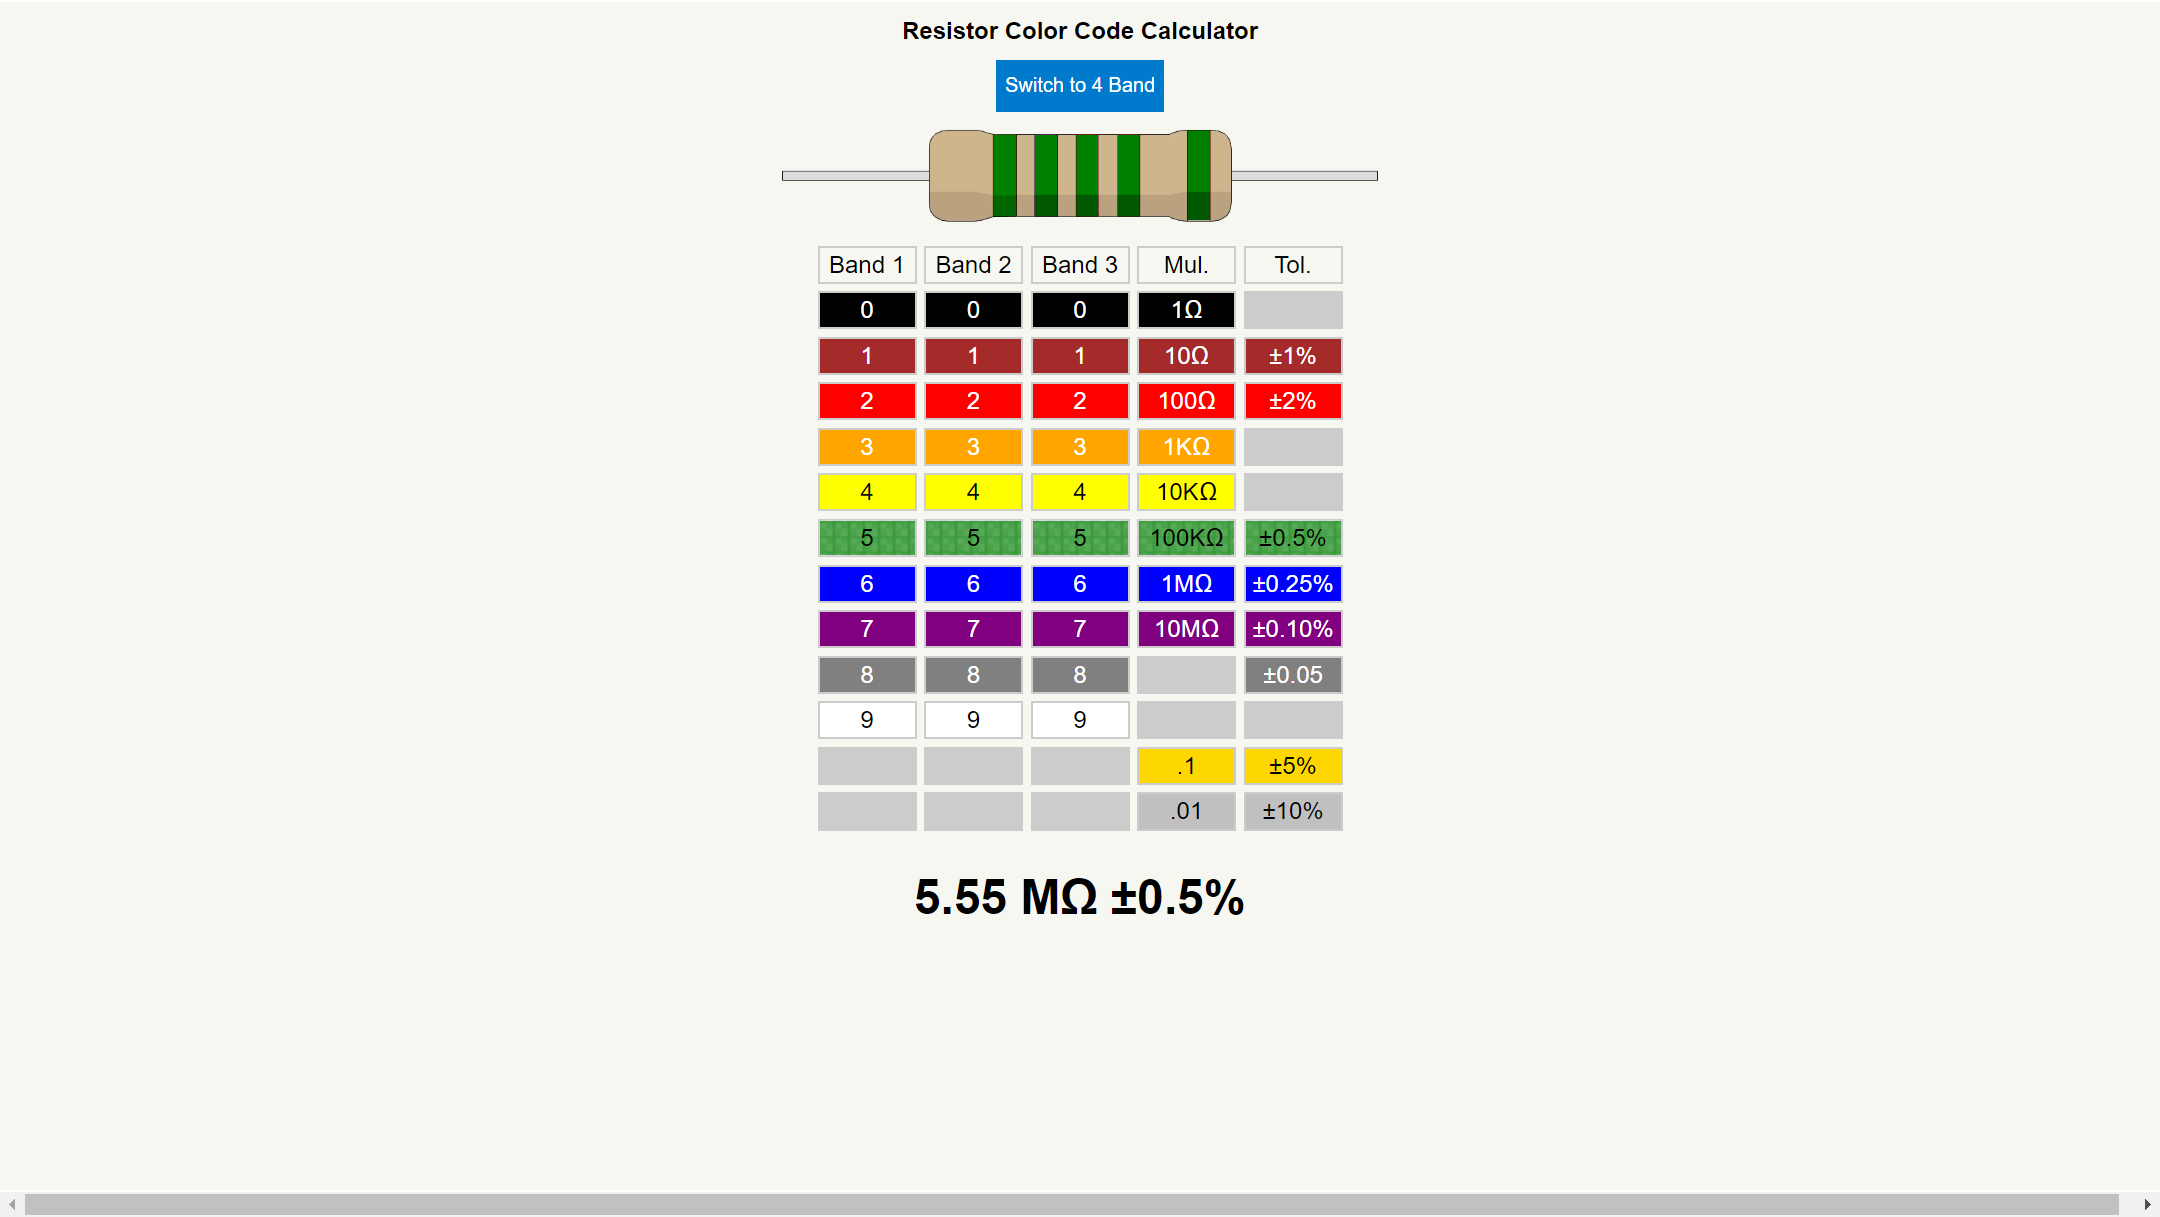 Resistor Color Code Calculator
Switch to 4 Band
Band 1 Band 2 Band 3 Mul. Tol.
0 0 0 1Ω
1 1 1 10Ω ±1%
2 2 2 100Ω ±2%
3 3 3 1KΩ
4 4 4 10KΩ
5 5 5 100KΩ ±0.5%
6 6 6 1MΩ ±0.25%
7 7 7 10MΩ ±0.10%
8 8 8 ±0.05
9 9 9
.1 ±5%
.01 ±10%
5.55 MΩ ±0.5%